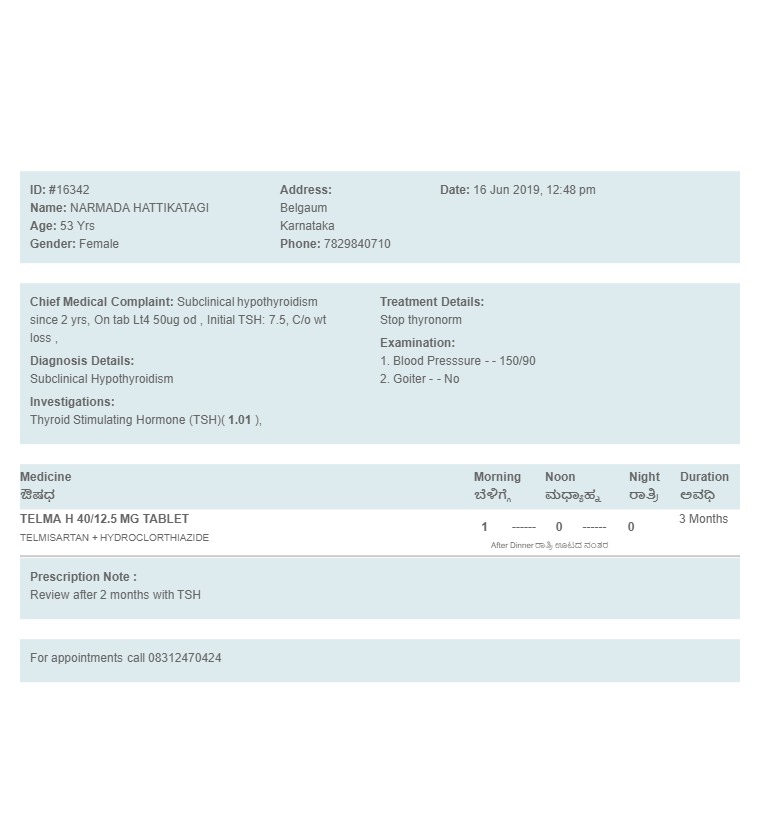 ID: #16342
Name: NARMADA HATTIKATAGI
Age: 53 Yrs
Gender: Female
Address:
Belgaum
Karnataka
Phone: 7829840710
Date: 16 Jun 2019, 12:48 pm
Chief Medical Complaint: Subclinical hypothyroidism
since 2 yrs, On tab Lt4 50ug od , Initial TSH: 7.5, C/o wt
loss ,
Diagnosis Details:
Subclinical Hypothyroidism
Investigations:
Thyroid Stimulating Hormone (TSH)( 1.01 ),
Treatment Details:
Stop thyronorm
Examination:
1. Blood Presssure - - 150/90
2. Goiter - - No
Medicine Morning Noon Night Duration
ಔಷಧ ಬೆಳಿಗ್ಗೆ ಮಧ್ಯಾಹ್ನ ರಾತ್ರಿ ಅವಧಿ
TELMA H 40/12.5 MG TABLET 1 ------ 0 ------ 0 3 Months
TELMISARTAN + HYDROCLORTHIAZIDE
After Dinner ರಾತ್ರಿ ಊಟದ ನಂತರ
Prescription Note :
Review after 2 months with TSH
For appointments call 08312470424